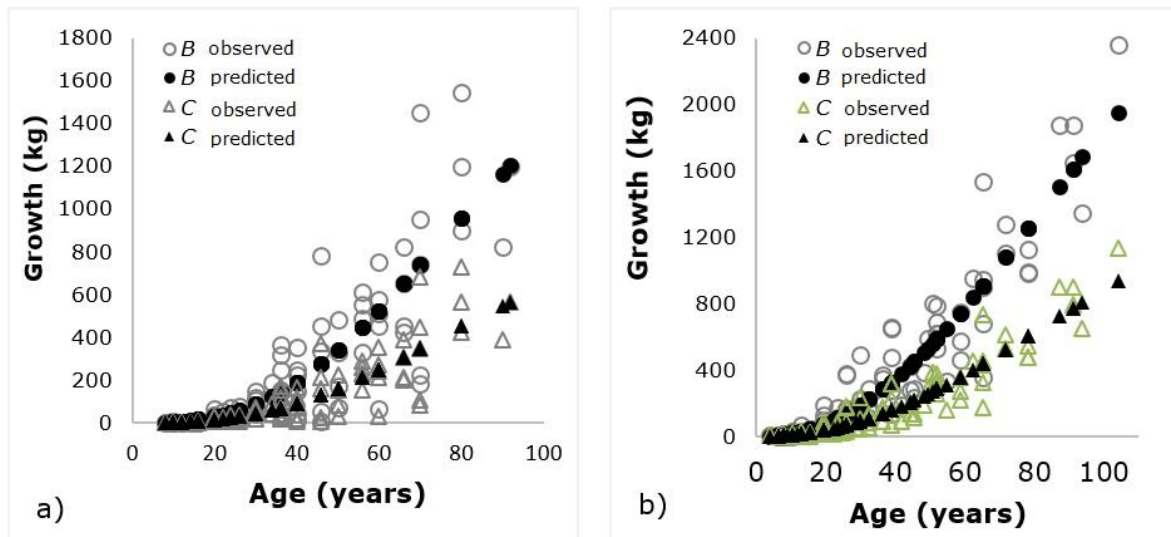 1800
1600
1400
1200
1000
800
600
400
200
0
0 20 40 60 80 100
Growth (kg)
Age (years)
B observed
B predicted
C observed
C predicted
a)
2400
2000
1600
1200
800
400
0
0 20 40 60 80 100
Growth (kg)
Age (years)
B observed
B predicted
C observed
C predicted
b)